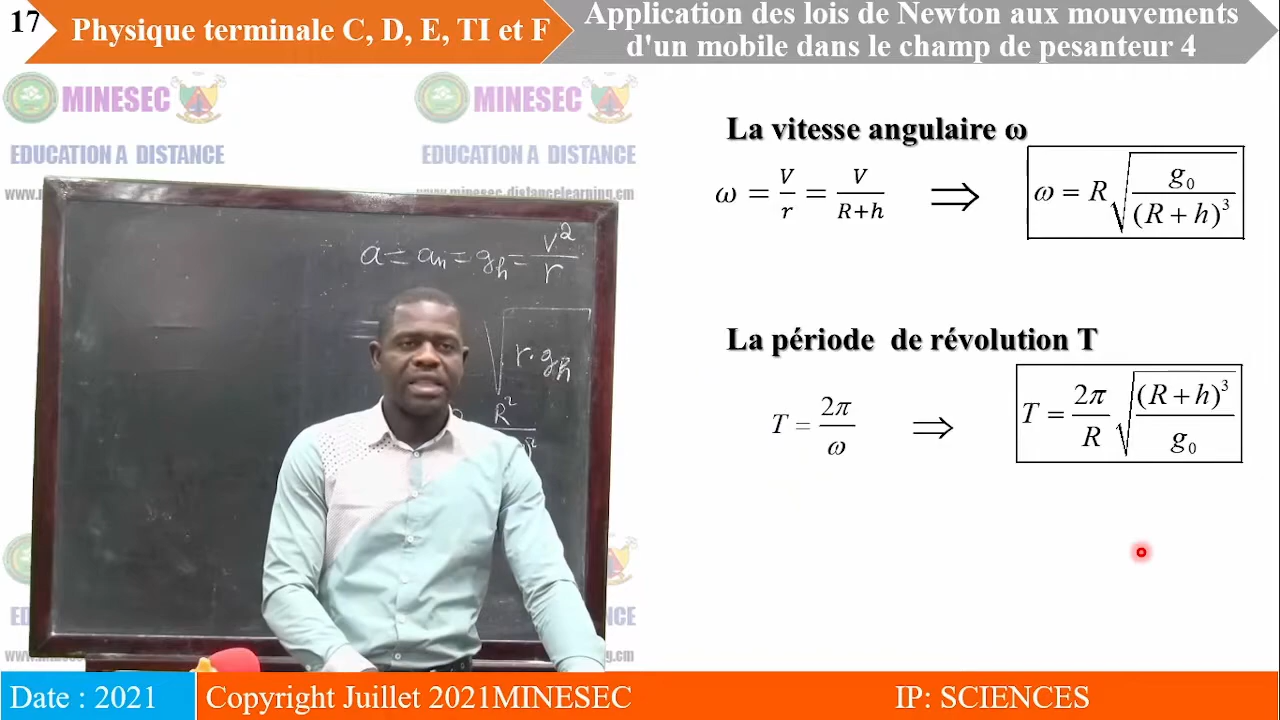 17
Physique terminale C, D, E, TI et F
Application des lois de Newton aux mouvements
d'un mobile dans le champ de pesanteur 4
MINESEC
MINESEC
EDUCATION A DISTANCE
EDUCATION A DISTANCE
www.minesec.distancelearning.cm
a = aₙ = g_h = V²/r
√(r · g_h)
R²
La vitesse angulaire ω
ω = V/r = V/(R+h) ⟹ ω = R√(g₀/(R + h)³)
La période de révolution T
T = 2π/ω ⟹ T = 2π/R √((R + h)³/g₀)
Date : 2021
Copyright Juillet 2021MINESEC
IP: SCIENCES